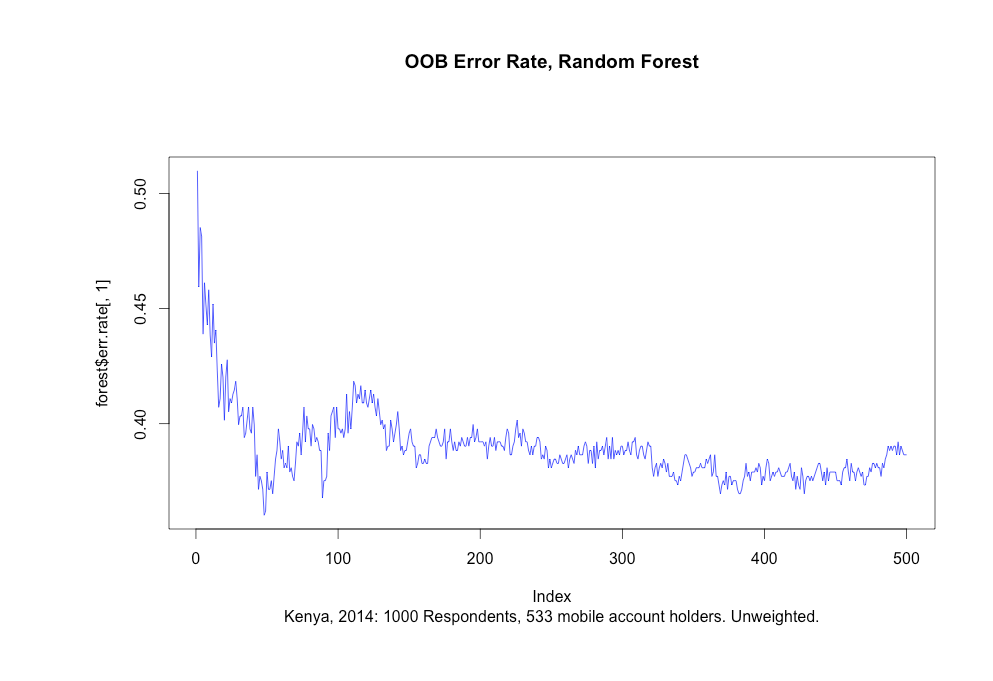 OOB Error Rate, Random Forest
forest$err.rate[, 1]
0.50
0.45
0.40
0 100 200 300 400 500
Index
Kenya, 2014: 1000 Respondents, 533 mobile account holders. Unweighted.